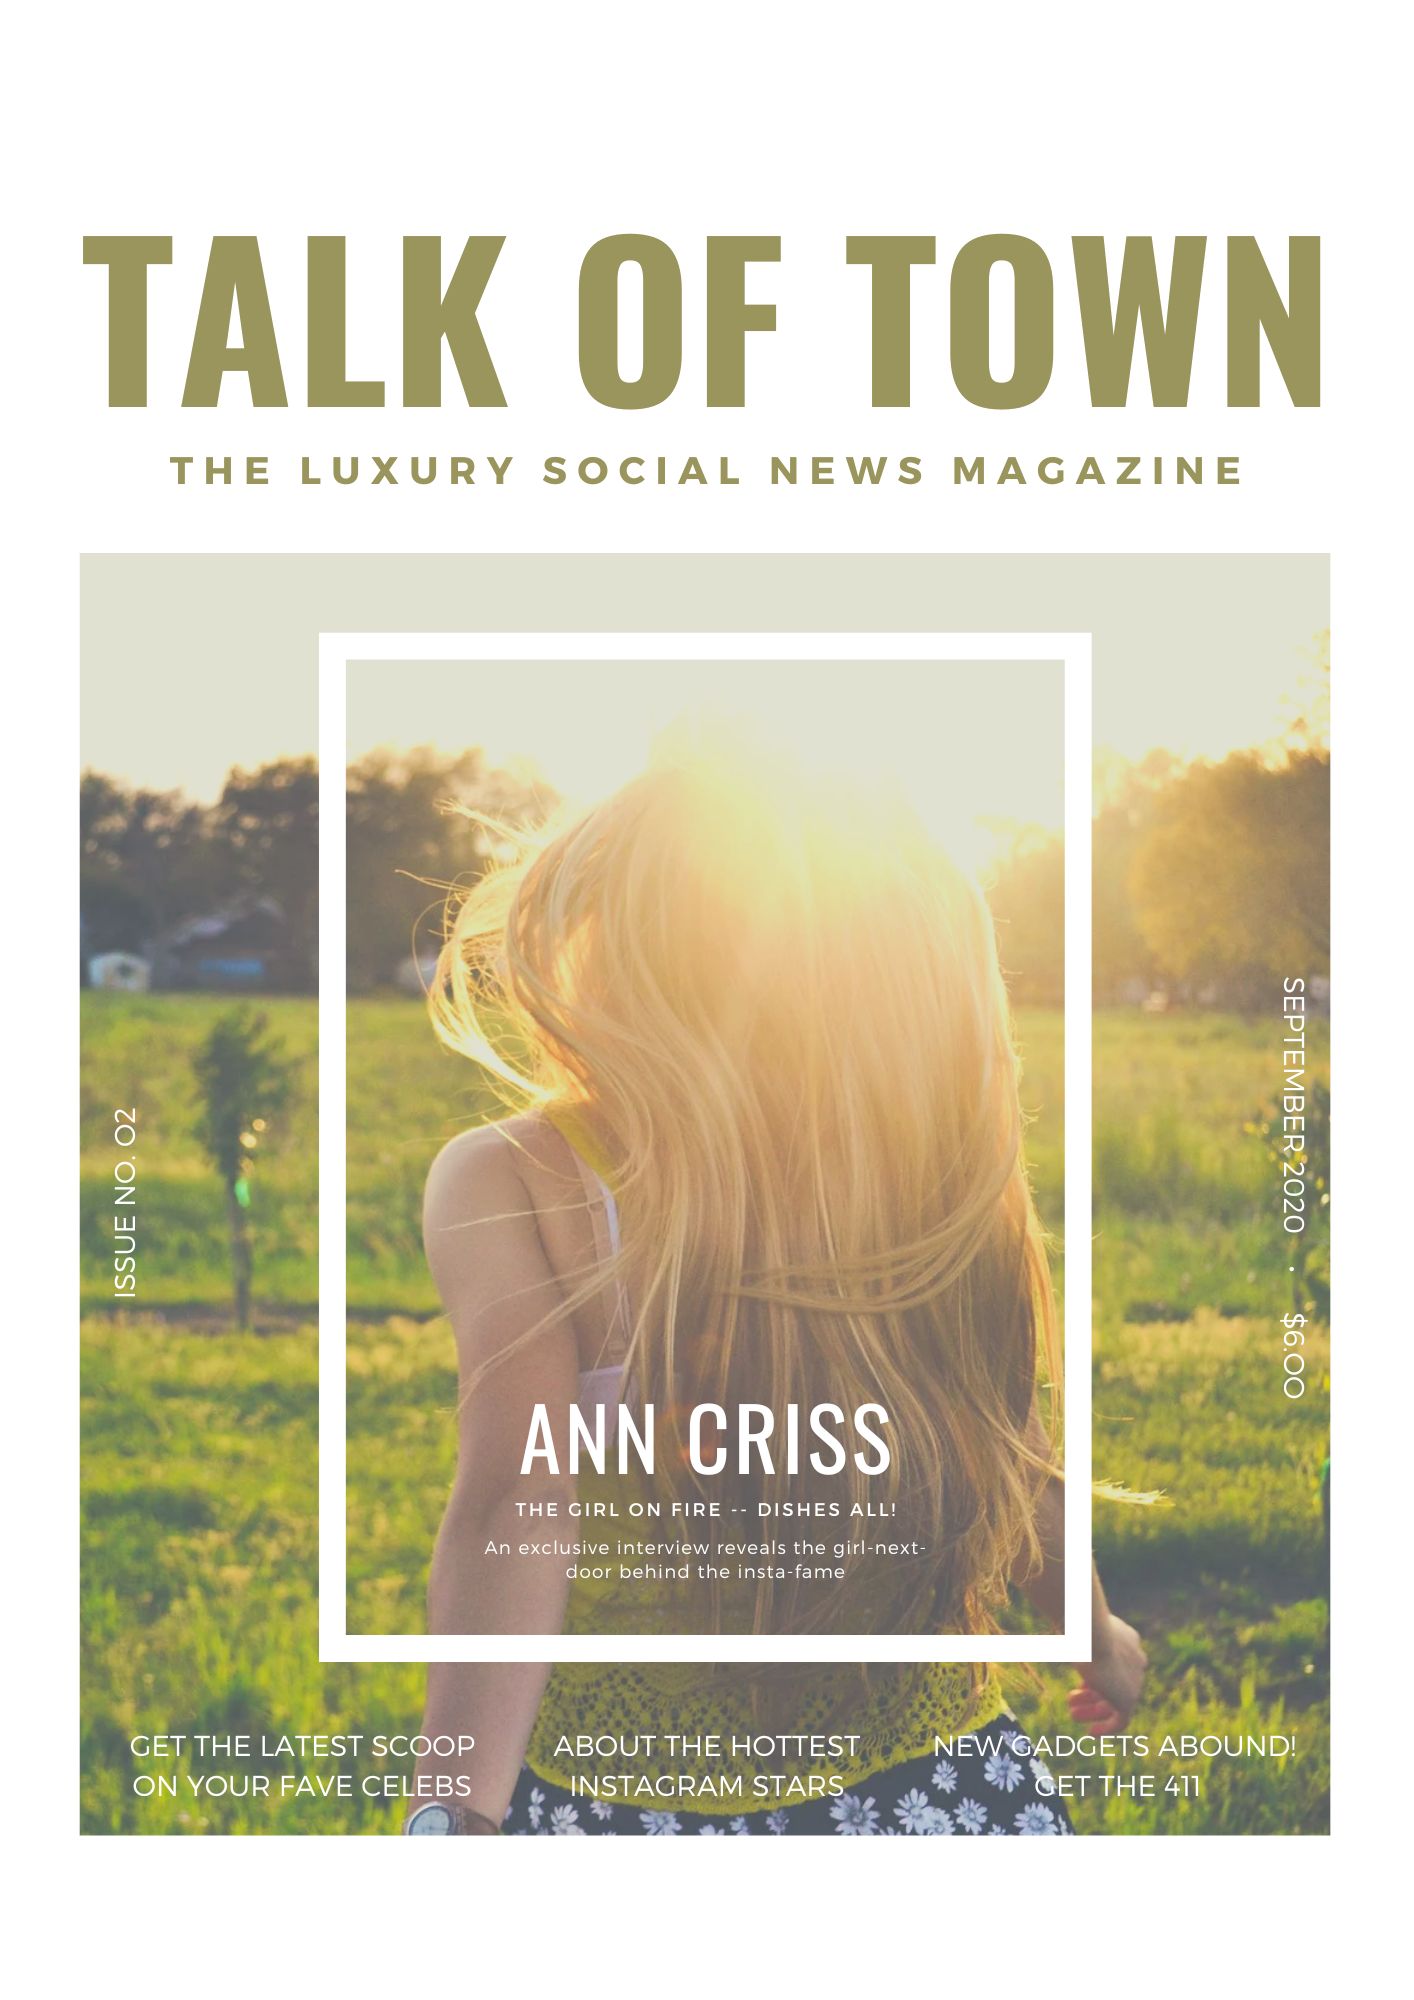 TALK OF TOWN
THE LUXURY SOCIAL NEWS MAGAZINE
ISSUE NO. 02
SEPTEMBER 2020 · $6.00
ANN CRISS
THE GIRL ON FIRE -- DISHES ALL!
An exclusive interview reveals the girl-next-
door behind the insta-fame
GET THE LATEST SCOOP
ON YOUR FAVE CELEBS
ABOUT THE HOTTEST
INSTAGRAM STARS
NEW GADGETS ABOUND!
GET THE 411